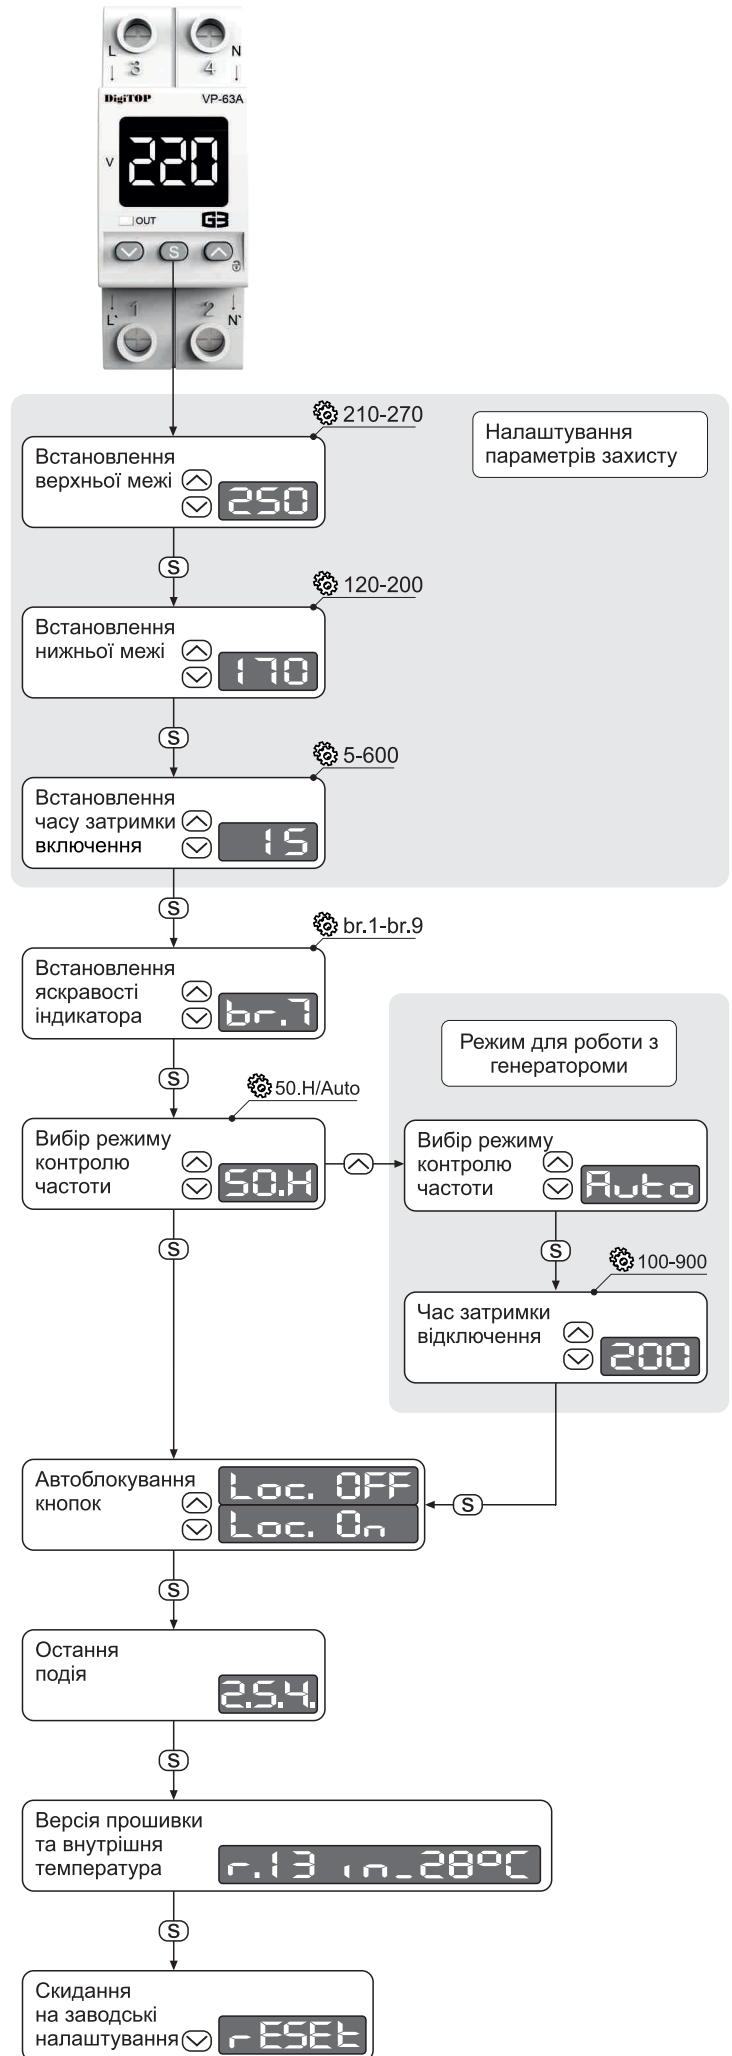 L N
3 4
DigiTOP VP-63A
V 220
OUT G3
S
1 2
L` N`
210-270
Налаштування
параметрів захисту
Встановлення
верхньої межі
250
S
120-200
Встановлення
нижньої межі
170
S
5-600
Встановлення
часу затримки
включення
15
S
br.1-br.9
Встановлення
яскравості
індикатора
br.7
Режим для роботи з
генератороми
S
50.H/Auto
Вибір режиму
контролю
частоти
50.H
Вибір режиму
контролю
частоти
Auto
S
S
100-900
Час затримки
відключення
200
Автоблокування
кнопок
Loc. OFF
Loc. On
S
S
Остання
подія
2.5.4.
S
Версія прошивки
та внутрішня
температура
r.13 in_28°C
S
Скидання
на заводські
налаштування
rESEt